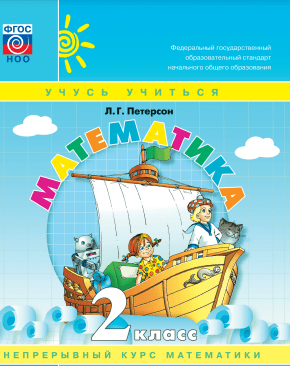 ФГОС
НОО
Федеральный государственный
образовательный стандарт
начального общего образования
УЧУСЬ УЧИТЬСЯ
Л. Г. Петерсон
МАТЕМАТИКА
2 класс
НЕПРЕРЫВНЫЙ КУРС МАТЕМАТИКИ